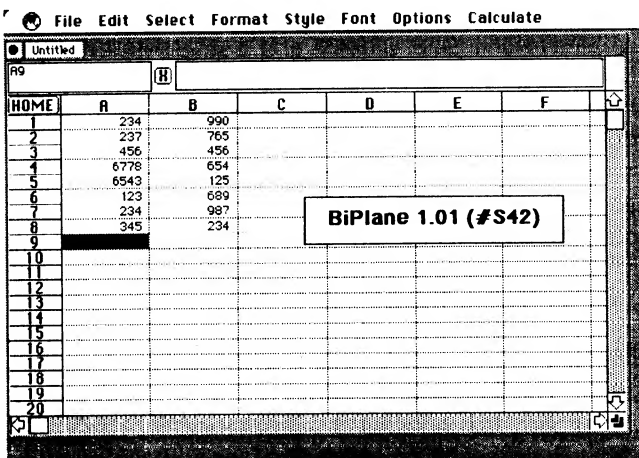 File Edit Select Format Style Font Options Calculate
Untitled
A9
HOME A B C D E F
1 234 990
2 237 765
3 456 456
4 6778 654
5 6543 125
6 123 689
7 234 987
8 345 234
9
10
11
12
13
14
15
16
17
18
19
20
BiPlane 1.01 (#S42)